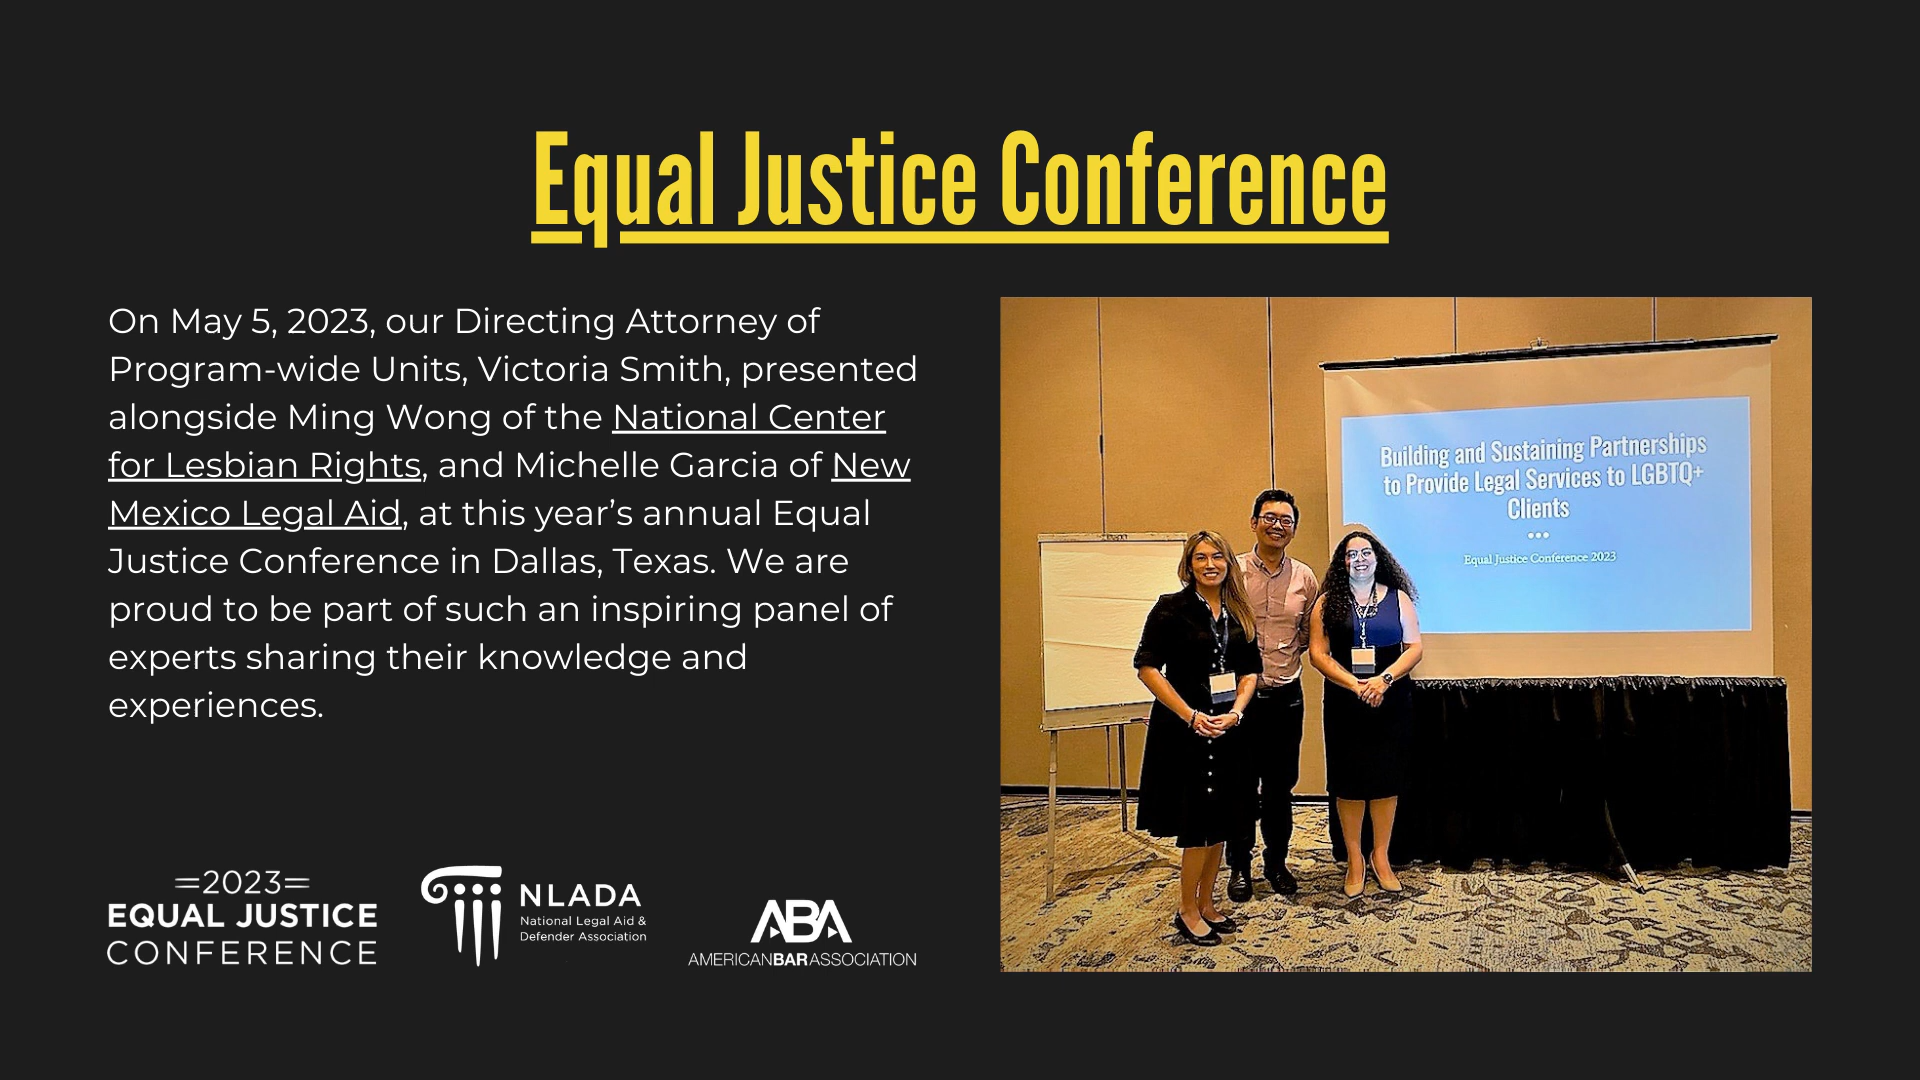 Equal Justice Conference
On May 5, 2023, our Directing Attorney of
Program-wide Units, Victoria Smith, presented
alongside Ming Wong of the National Center
for Lesbian Rights, and Michelle Garcia of New
Mexico Legal Aid, at this year’s annual Equal
Justice Conference in Dallas, Texas. We are
proud to be part of such an inspiring panel of
experts sharing their knowledge and
experiences.
=2023=
EQUAL JUSTICE
CONFERENCE
NLADA
National Legal Aid &
Defender Association
ABA
AMERICANBARASSOCIATION
Building and Sustaining Partnerships
to Provide Legal Services to LGBTQ+
Clients
Equal Justice Conference 2023